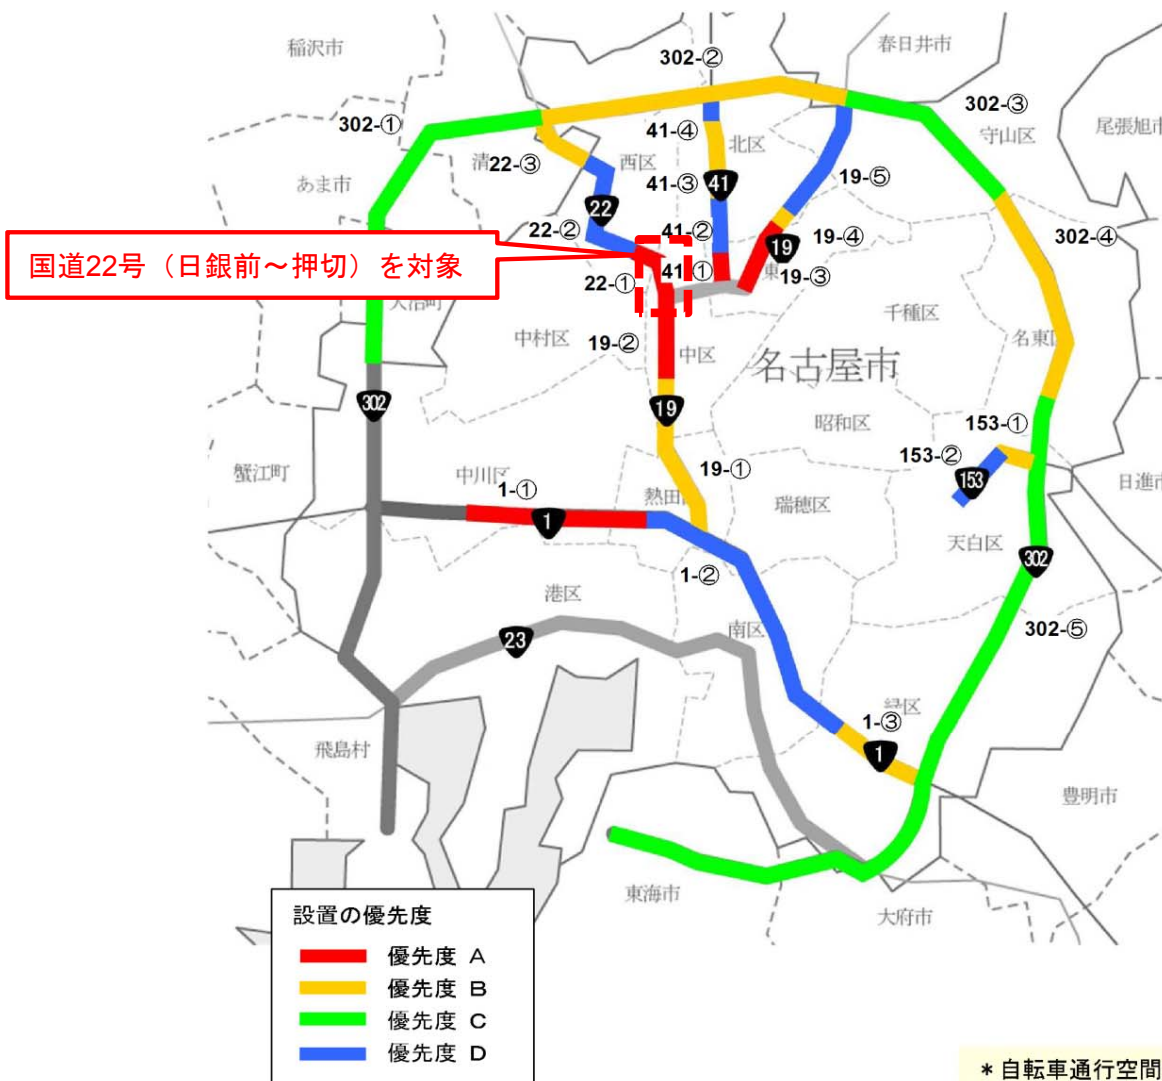 稲沢市
春日井市
302-②
302-③
302-①
41-④
北区
守山区
尾張旭市
清
22-③
西区
あま市
41-③
41
19-⑤
22
22-②
41-②
19-④
302-④
19
国道22号（日銀前～押切）を対象
41-①
東
19-③
22-①
大治町
千種区
中村区
19-②
中区
名東区
名古屋市
302
19
昭和区
153-①
153-②
蟹江町
中川区
19-①
153
日進市
1-①
熱田
瑞穂区
1
天白区
302
1-②
港区
南区
302-⑤
23
緑区
1-③
飛島村
1
豊明市
東海市
大府市
設置の優先度
優先度 A
優先度 B
優先度 C
優先度 D
＊自転車通行空間